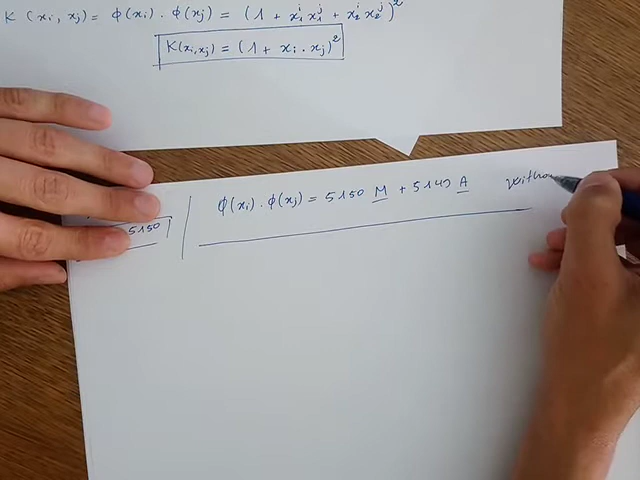 K (xi, xj) = ϕ(xi) . ϕ(xj) = (1 + x₁ⁱ x₁ʲ + x₂ⁱ x₂ʲ)²
K(xi,xj) = (1 + xi . xj)²
ϕ(xi) . ϕ(xj) = 5150 M + 5149 A
5150